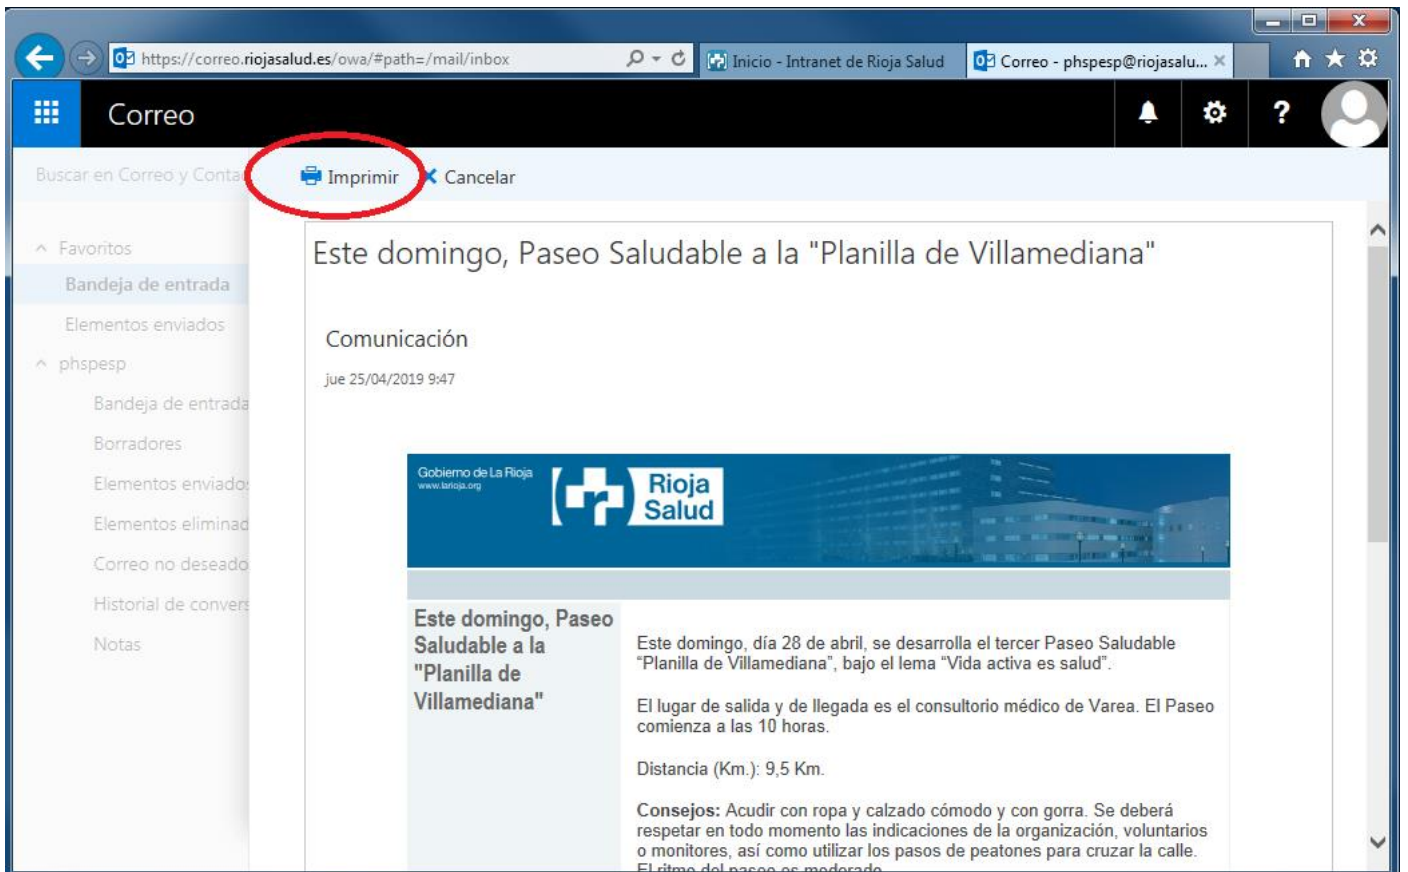 https://correo.riojasalud.es/owa/#path=/mail/inbox
Inicio - Intranet de Rioja Salud
Correo - phspesp@riojasalu...
Correo
?
Buscar en Correo y Conta
Imprimir
Cancelar
Favoritos
Bandeja de entrada
Elementos enviados
phspesp
Bandeja de entrada
Borradores
Elementos enviados
Elementos eliminad
Correo no deseado
Historial de convers
Notas
Este domingo, Paseo Saludable a la "Planilla de Villamediana"
Comunicación
jue 25/04/2019 9:47
Gobierno de La Rioja
www.larioja.org
Rioja
Salud
Este domingo, Paseo
Saludable a la
"Planilla de
Villamediana"
Este domingo, día 28 de abril, se desarrolla el tercer Paseo Saludable
“Planilla de Villamediana”, bajo el lema “Vida activa es salud”.
El lugar de salida y de llegada es el consultorio médico de Varea. El Paseo
comienza a las 10 horas.
Distancia (Km.): 9,5 Km.
Consejos: Acudir con ropa y calzado cómodo y con gorra. Se deberá
respetar en todo momento las indicaciones de la organización, voluntarios
o monitores, así como utilizar los pasos de peatones para cruzar la calle.
El ritmo del paseo es moderado